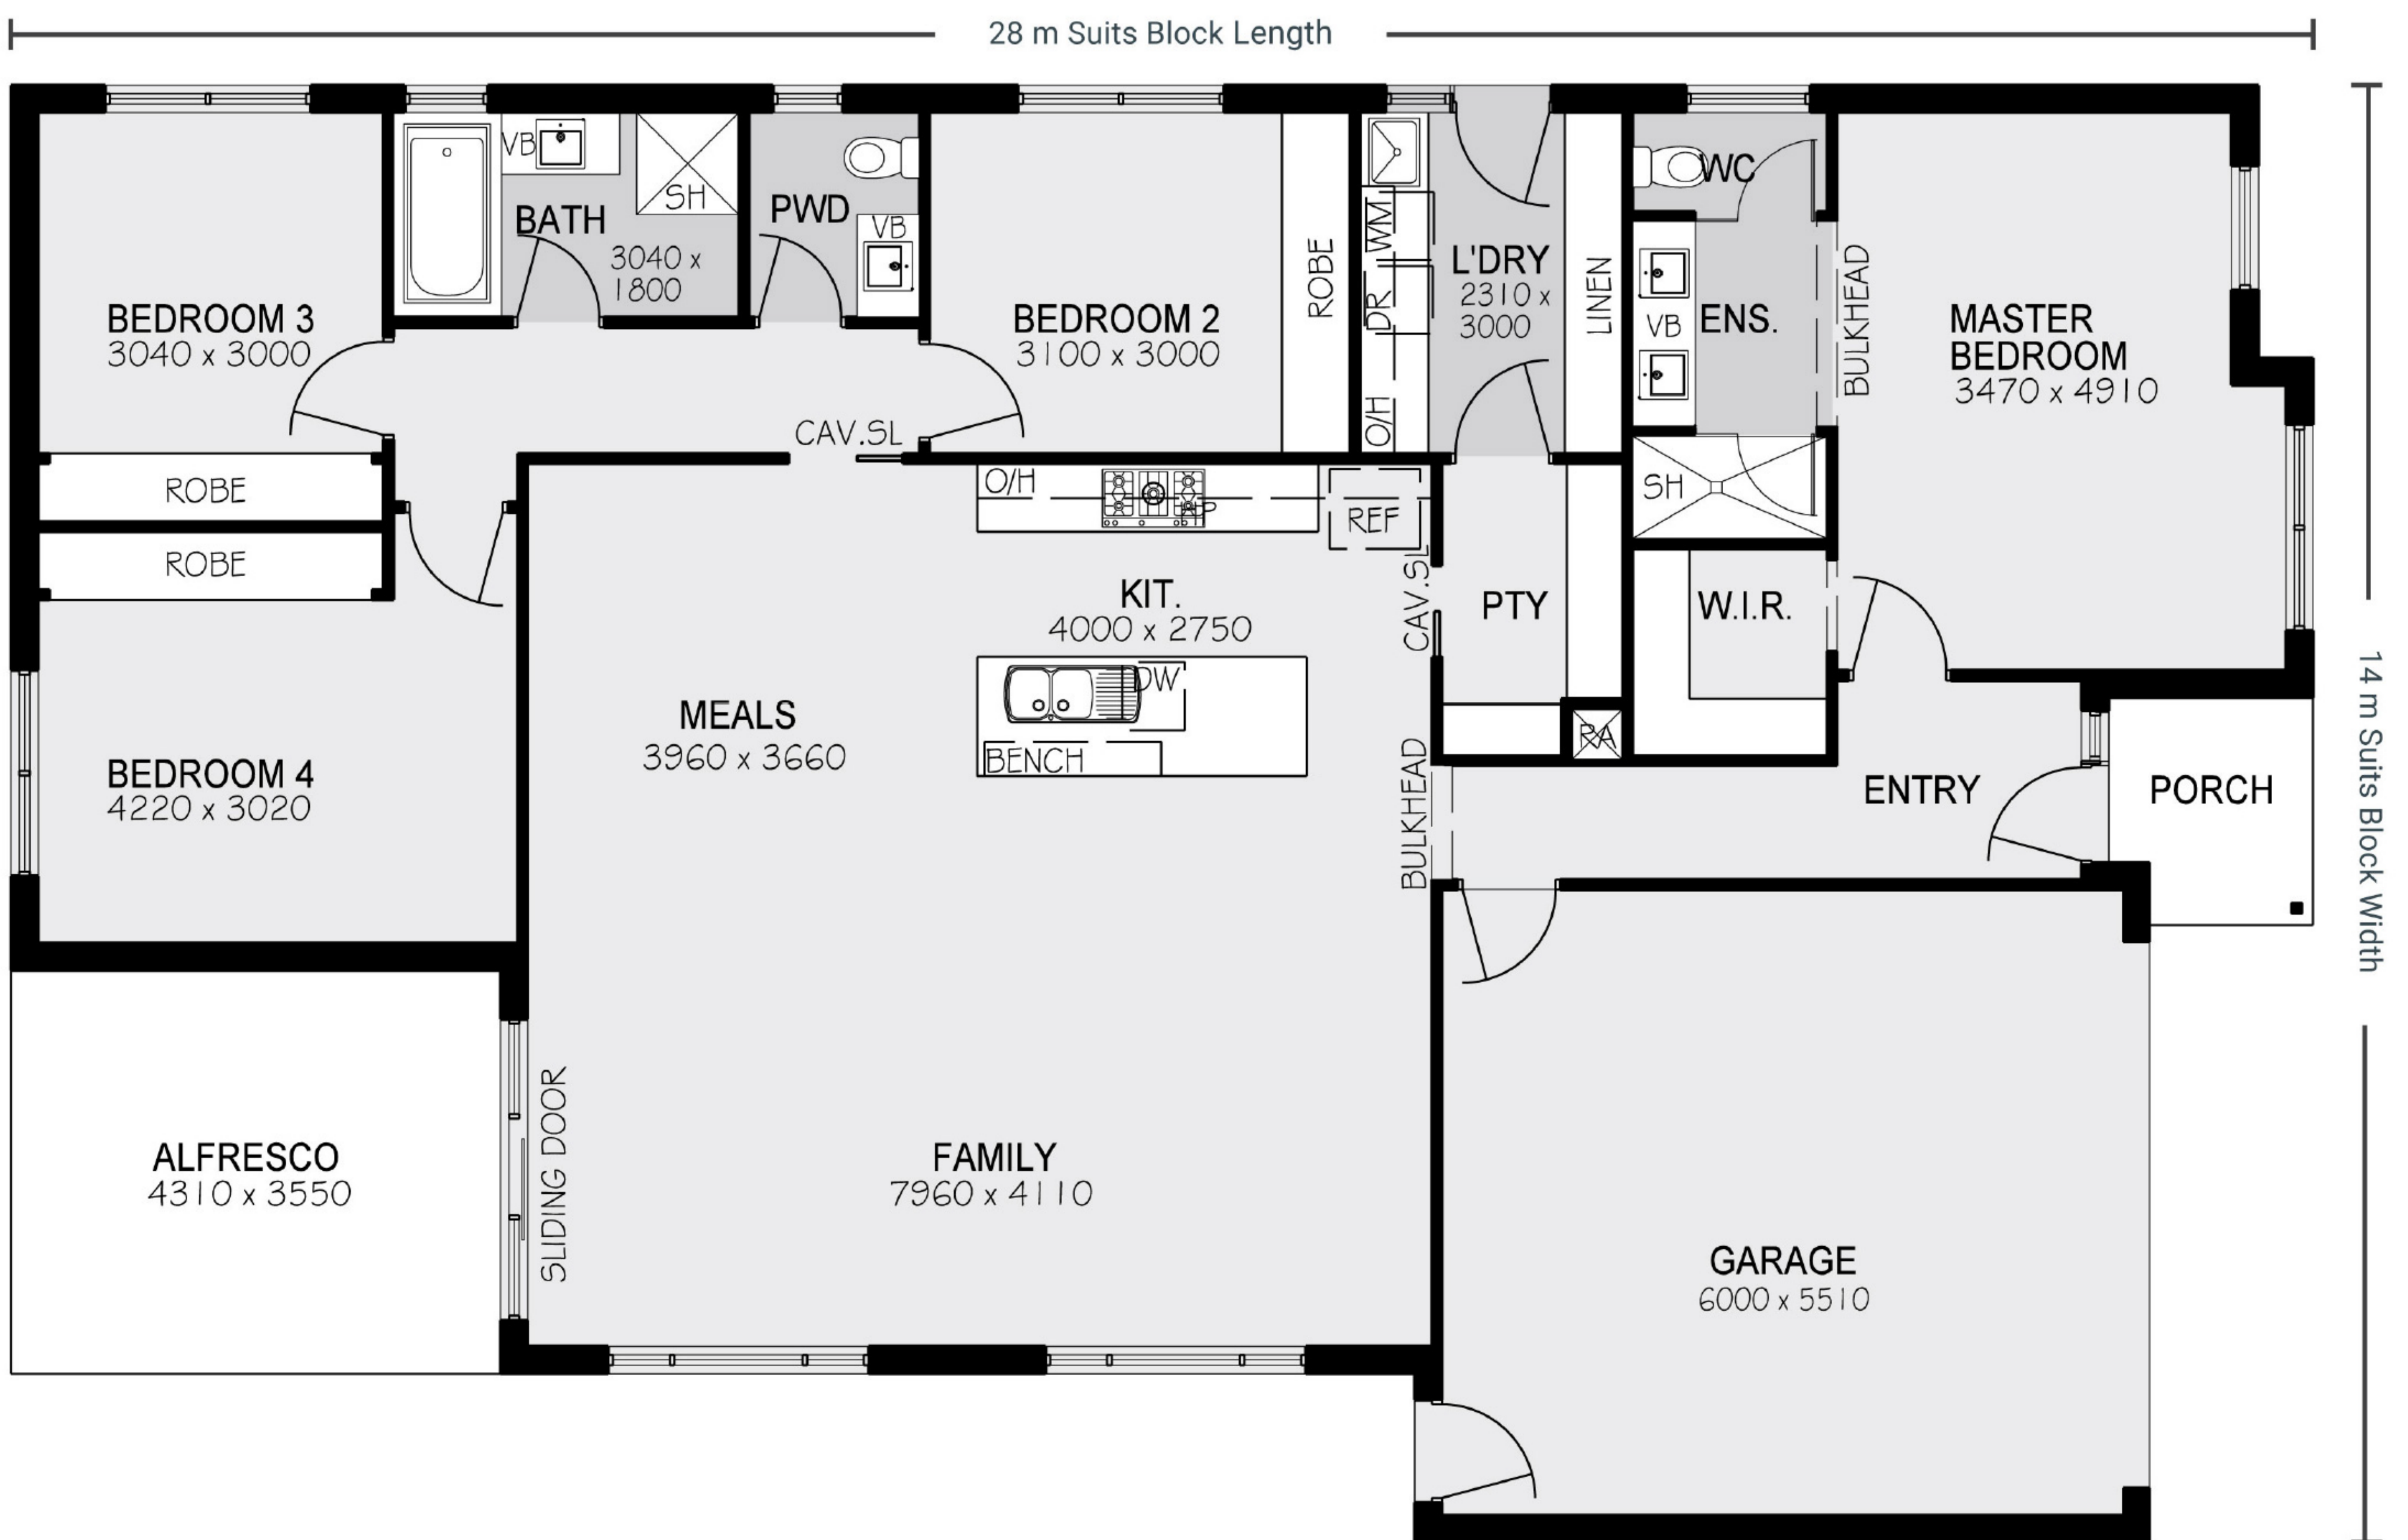 28 m Suits Block Length
VB
BATH
SH
3040 x
1800
PWD
VB
BEDROOM 3
3040 x 3000
ROBE
ROBE
BEDROOM 2
3100 x 3000
ROBE
CAV.SL
WM
DR
O/H
L'DRY
2310 x
3000
LINEN
WC
ENS.
VB
SH
BULKHEAD
MASTER
BEDROOM
3470 x 4910
O/H
REF
KIT.
4000 x 2750
CAV.SL
PTY
W.I.R.
DW
BENCH
RA
MEALS
3960 x 3660
BEDROOM 4
4220 x 3020
BULKHEAD
ENTRY
PORCH
14 m Suits Block Width
ALFRESCO
4310 x 3550
SLIDING DOOR
FAMILY
7960 x 4110
GARAGE
6000 x 5510